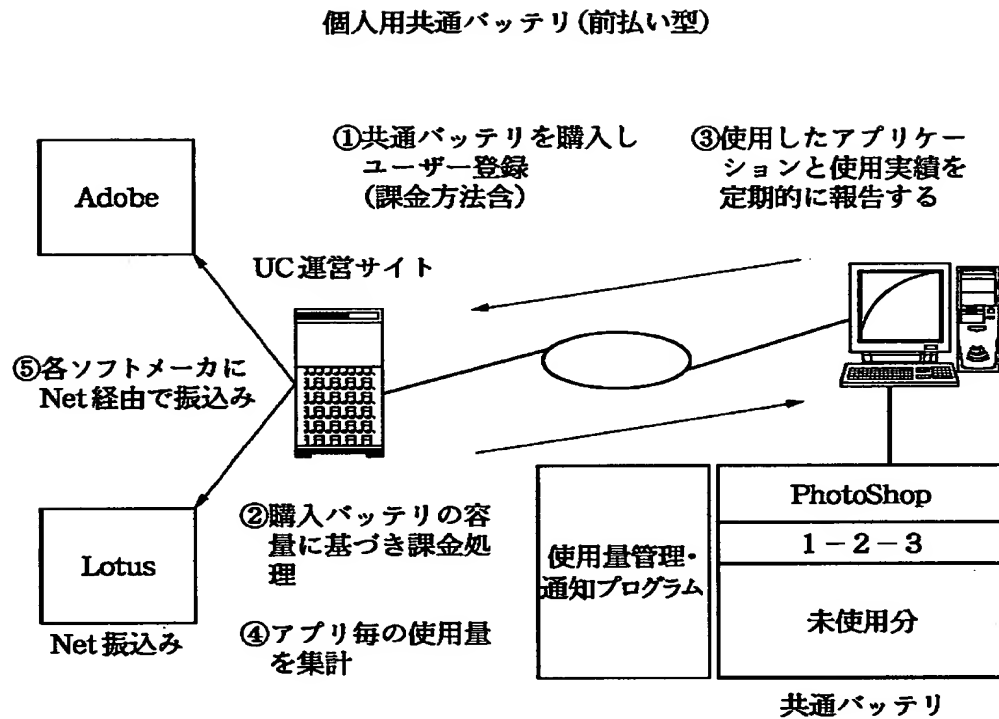 個人用共通バッテリ(前払い型)
Adobe
①共通バッテリを購入し
ユーザー登録
(課金方法含)
③使用したアプリケー
ションと使用実績を
定期的に報告する
UC運営サイト
⑤各ソフトメーカに
Net経由で振込み
Lotus
Net振込み
②購入バッテリの容
量に基づき課金処
理
④アプリ毎の使用量
を集計
使用量管理・
通知プログラム
PhotoShop
1－2－3
未使用分
共通バッテリ